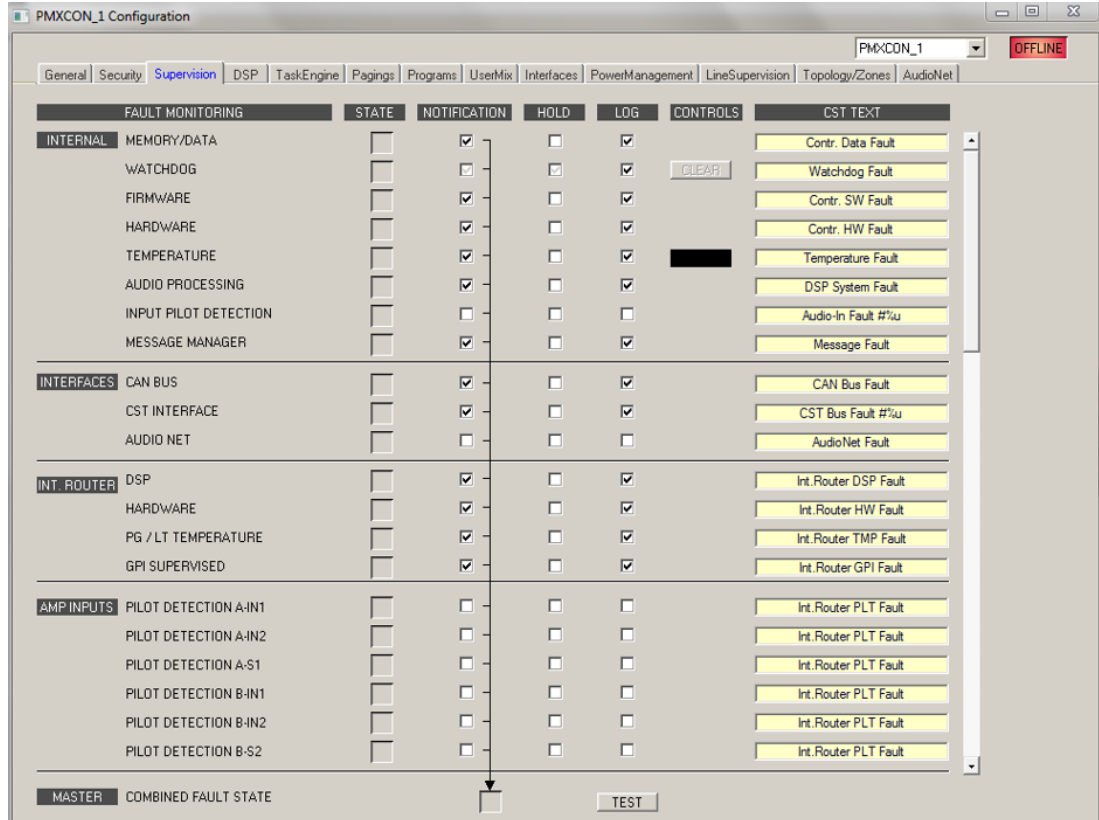 PMXCON_1 Configuration
PMXCON_1 OFFLINE
General Security Supervision DSP TaskEngine Pagings Programs UserMix Interfaces PowerManagement LineSupervision Topology/Zones AudioNet
FAULT MONITORING STATE NOTIFICATION HOLD LOG CONTROLS CST TEXT
INTERNAL MEMORY/DATA Contr. Data Fault
WATCHDOG CLEAR Watchdog Fault
FIRMWARE Contr. SW Fault
HARDWARE Contr. HW Fault
TEMPERATURE Temperature Fault
AUDIO PROCESSING DSP System Fault
INPUT PILOT DETECTION Audio-In Fault #%u
MESSAGE MANAGER Message Fault
INTERFACES CAN BUS CAN Bus Fault
CST INTERFACE CST Bus Fault #%u
AUDIO NET AudioNet Fault
INT. ROUTER DSP Int.Router DSP Fault
HARDWARE Int.Router HW Fault
PG / LT TEMPERATURE Int.Router TMP Fault
GPI SUPERVISED Int.Router GPI Fault
AMP INPUTS PILOT DETECTION A-IN1 Int.Router PLT Fault
PILOT DETECTION A-IN2 Int.Router PLT Fault
PILOT DETECTION A-S1 Int.Router PLT Fault
PILOT DETECTION B-IN1 Int.Router PLT Fault
PILOT DETECTION B-IN2 Int.Router PLT Fault
PILOT DETECTION B-S2 Int.Router PLT Fault
MASTER COMBINED FAULT STATE TEST